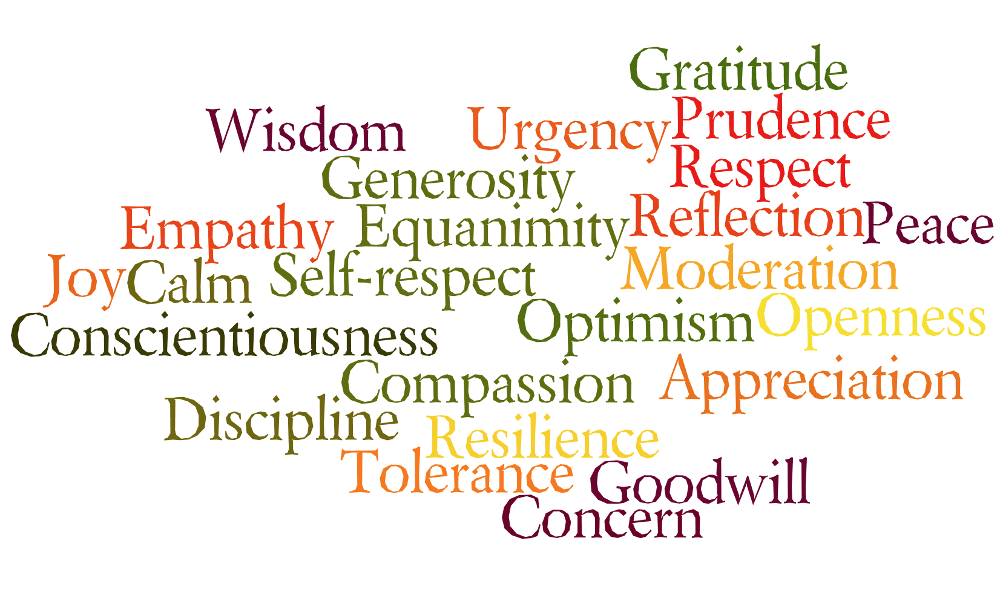 Gratitude
Prudence
Wisdom
Urgency
Respect
Generosity
Reflection
Peace
Empathy
Equanimity
Moderation
Joy
Calm
Self-respect
Openness
Optimism
Conscientiousness
Appreciation
Compassion
Discipline
Resilience
Tolerance
Goodwill
Concern